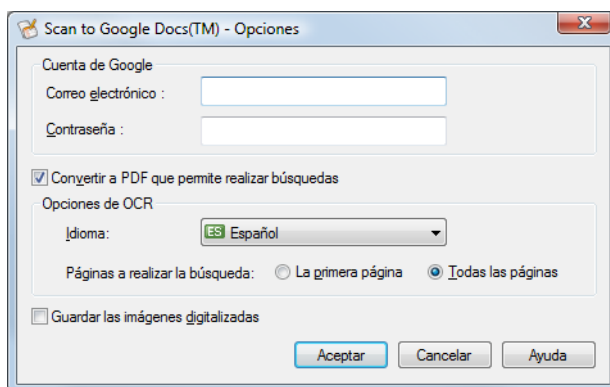 Scan to Google Docs(TM) - Opciones
Cuenta de Google
Correo electrónico :
Contraseña :
Convertir a PDF que permite realizar búsquedas
Opciones de OCR
Idioma: ES Español
Páginas a realizar la búsqueda: La primera página Todas las páginas
Guardar las imágenes digitalizadas
Aceptar Cancelar Ayuda